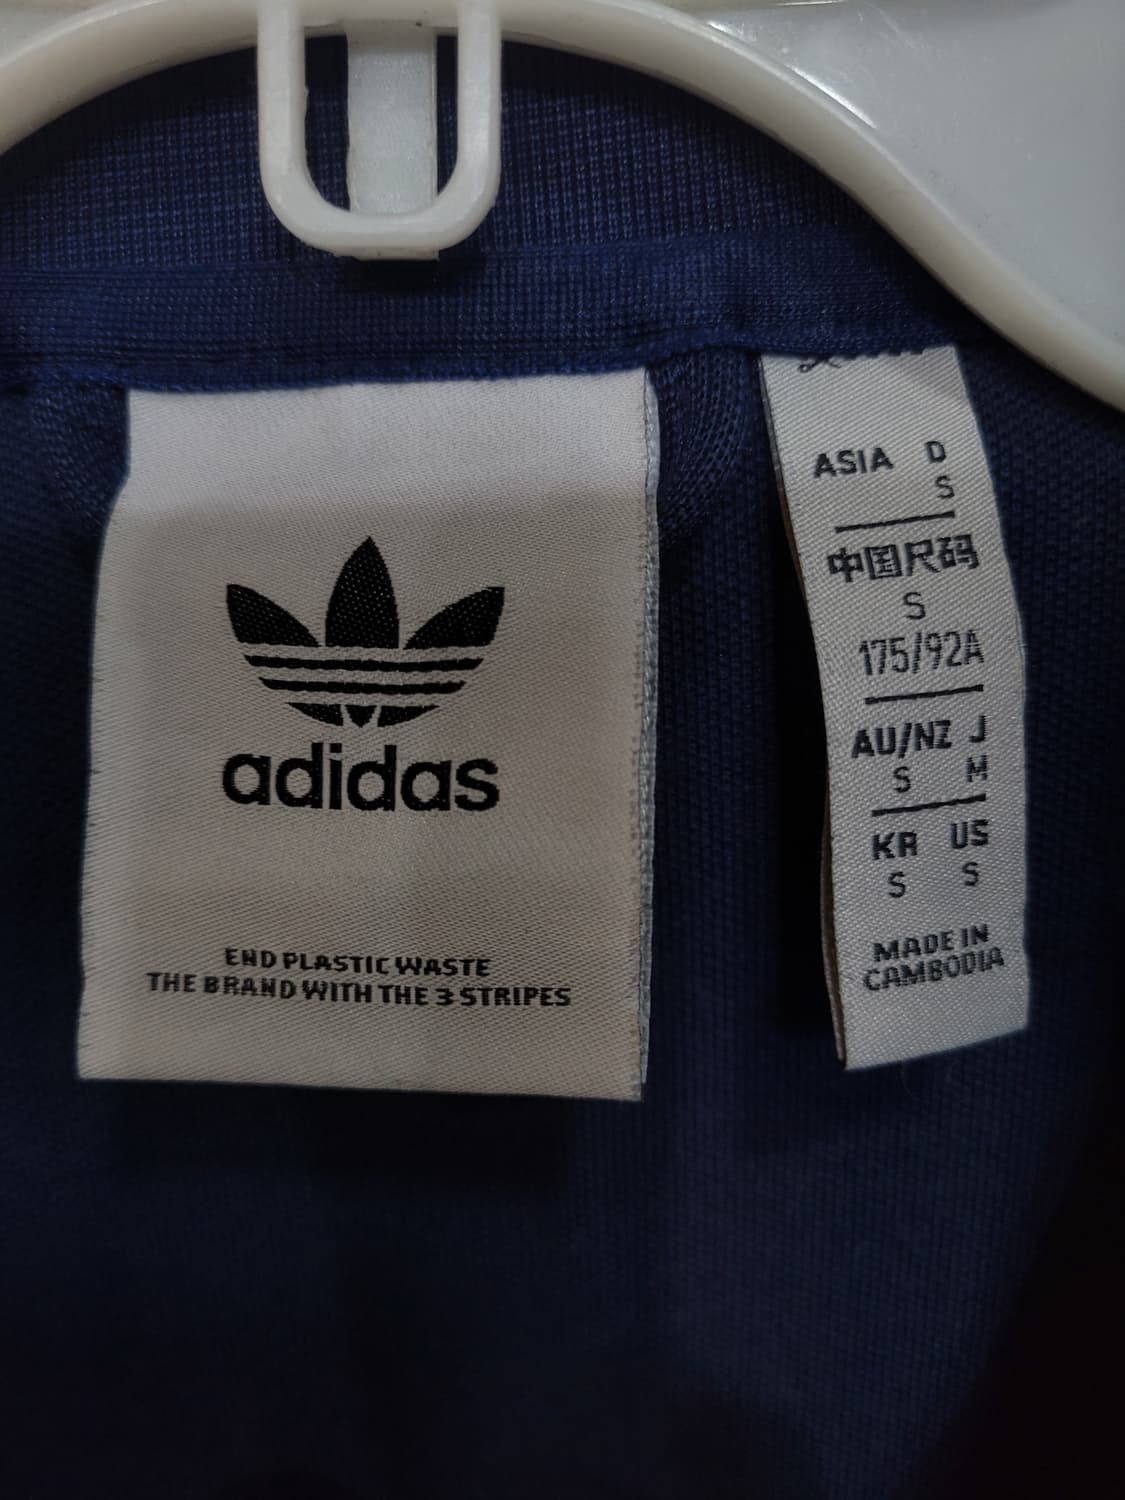 adidas
END PLASTIC WASTE
THE BRAND WITH THE 3 STRIPES
ASIA D
S
中国尺码
S
175/92A
AU/NZ J
S M
KR US
S S
MADE IN
CAMBODIA